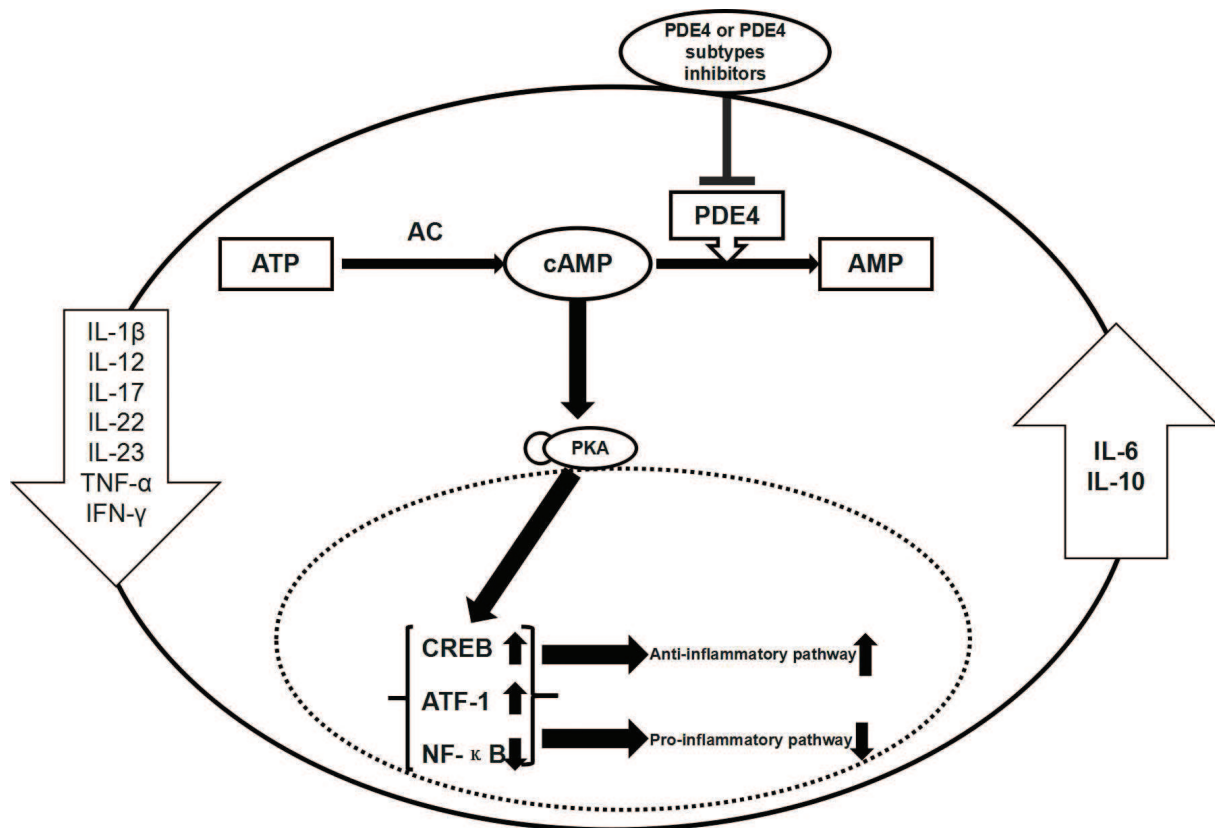 PDE4 or PDE4
subtypes
inhibitors
PDE4
AC
ATP
cAMP
AMP
IL-1β
IL-12
IL-17
IL-22
IL-23
TNF-α
IFN-γ
IL-6
IL-10
PKA
CREB
Anti-inflammatory pathway
ATF-1
NF-κB
Pro-inflammatory pathway